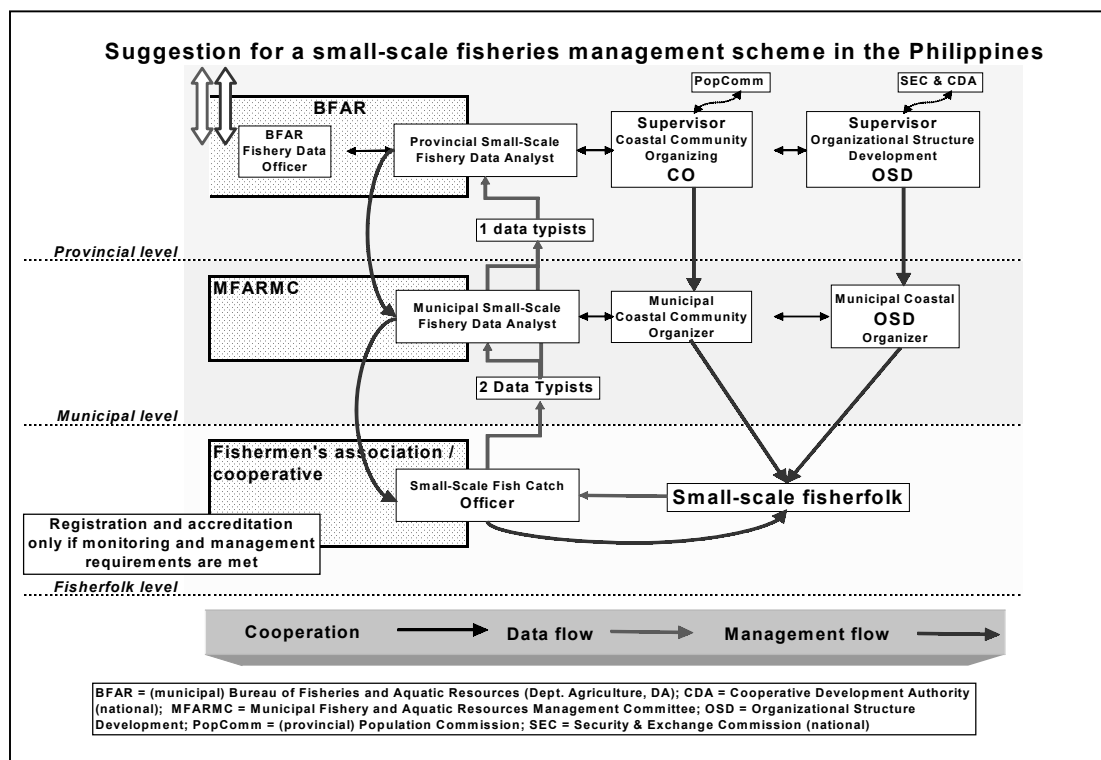 Suggestion for a small-scale fisheries management scheme in the Philippines
PopComm
SEC & CDA
BFAR
BFAR
Fishery Data
Officer
Provincial Small-Scale
Fishery Data Analyst
Supervisor
Coastal Community
Organizing
CO
Supervisor
Organizational Structure
Development
OSD
1 data typists
Provincial level
MFARMC
Municipal Small-Scale
Fishery Data Analyst
Municipal
Coastal Community
Organizer
Municipal Coastal
OSD
Organizer
2 Data Typists
Municipal level
Fishermen's association /
cooperative
Small-Scale Fish Catch
Officer
Small-scale fisherfolk
Registration and accreditation
only if monitoring and management
requirements are met
Fisherfolk level
Cooperation
Data flow
Management flow
BFAR = (municipal) Bureau of Fisheries and Aquatic Resources (Dept. Agriculture, DA); CDA = Cooperative Development Authority
(national); MFARMC = Municipal Fishery and Aquatic Resources Management Committee; OSD = Organizational Structure
Development; PopComm = (provincial) Population Commission; SEC = Security & Exchange Commission (national)